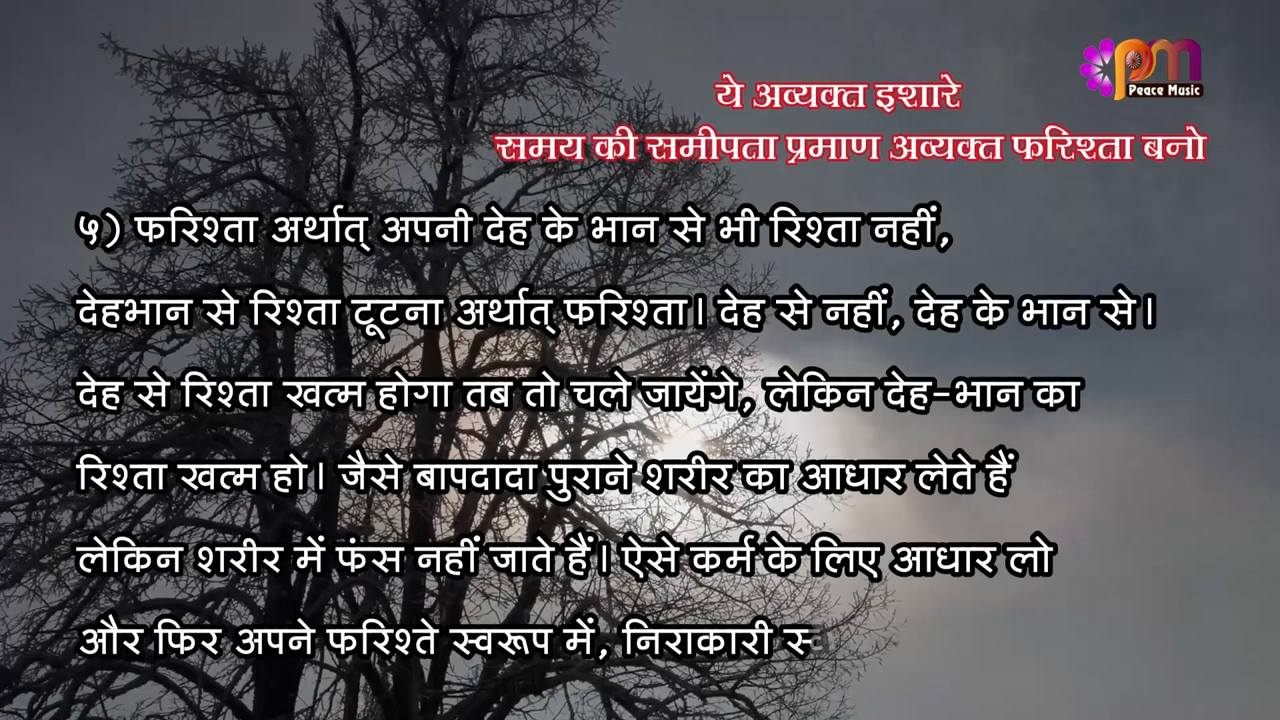 pm
Peace Music
ये अव्यक्त इशारे
समय की समीपता प्रमाण अव्यक्त फरिश्ता बनो
५) फरिश्ता अर्थात् अपनी देह के भान से भी रिश्ता नहीं,
देहभान से रिश्ता टूटना अर्थात् फरिश्ता। देह से नहीं, देह के भान से।
देह से रिश्ता खत्म होगा तब तो चले जायेंगे, लेकिन देह-भान का
रिश्ता खत्म हो। जैसे बापदादा पुराने शरीर का आधार लेते हैं
लेकिन शरीर में फंस नहीं जाते हैं। ऐसे कर्म के लिए आधार लो
और फिर अपने फरिश्ते स्वरूप में, निराकारी